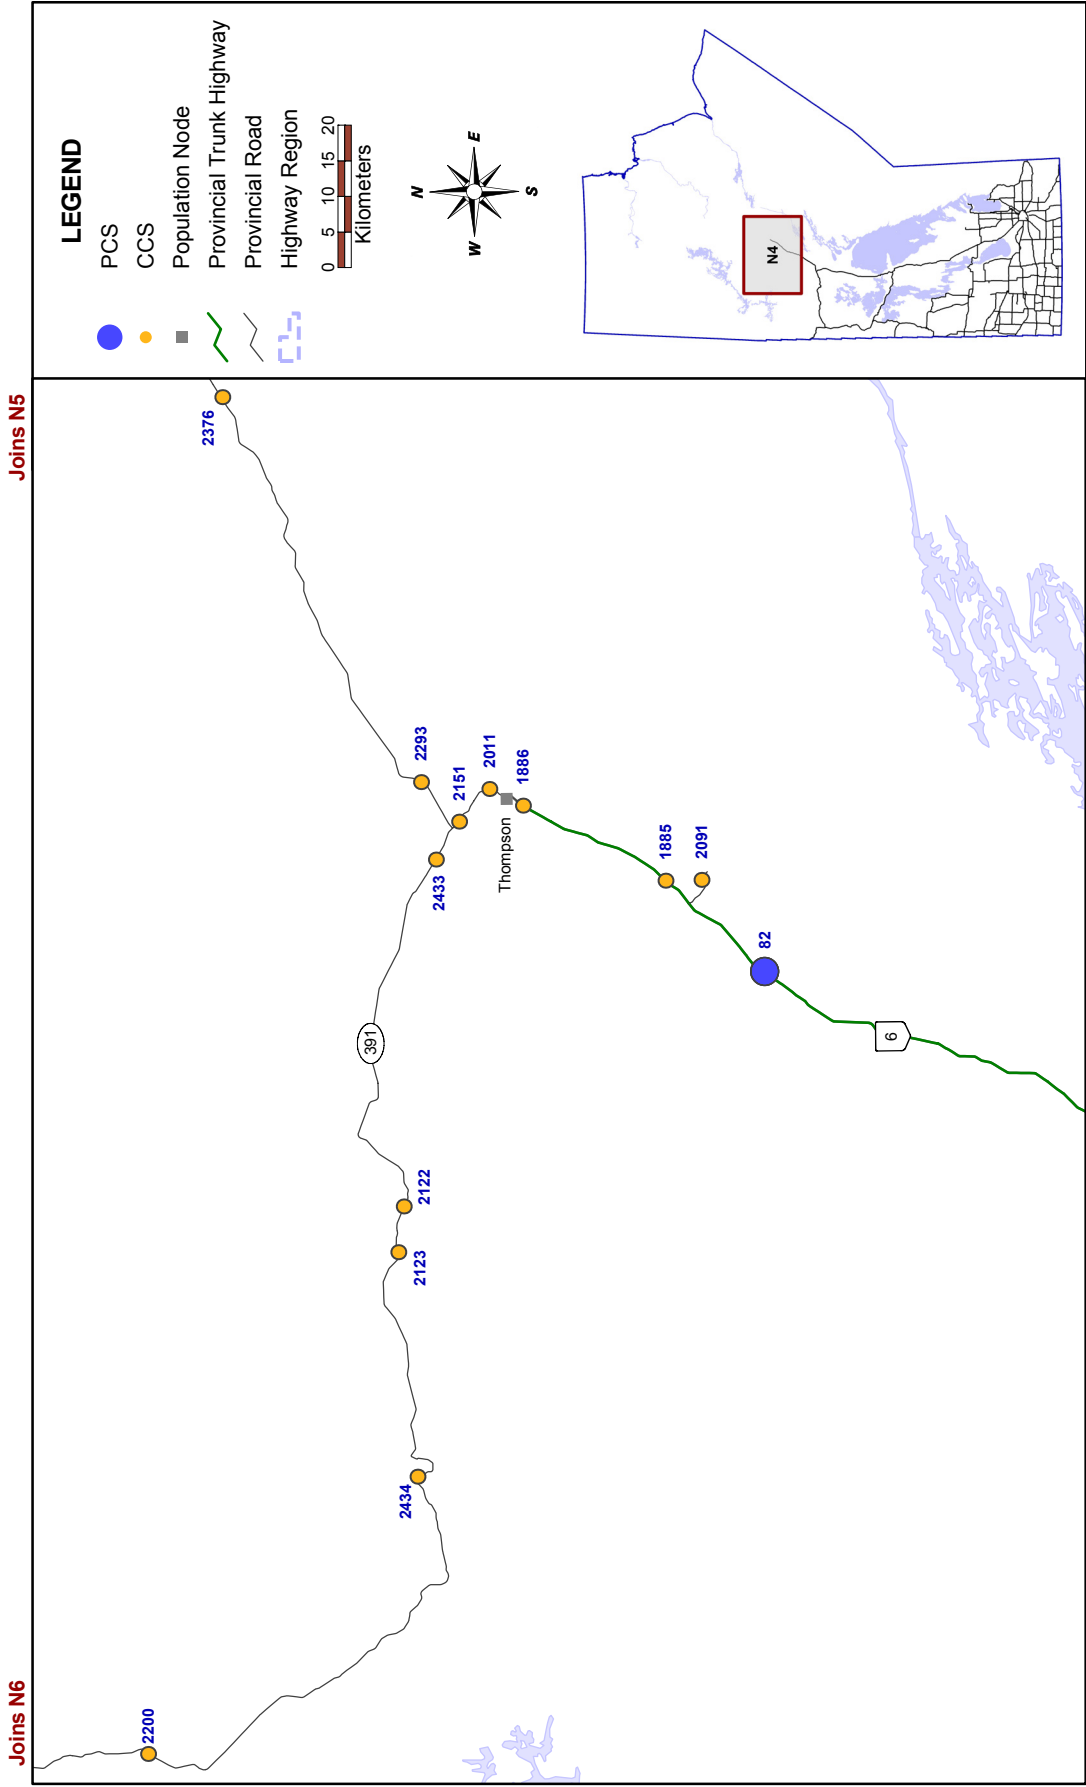 Joins N6
Joins N5
2200
2376
2434
2123
2122
391
2433
2293
2151
2011
1886
Thompson
1885
2091
82
6
LEGEND
PCS
CCS
Population Node
Provincial Trunk Highway
Provincial Road
Highway Region
0 5 10 15 20
Kilometers
N
W
E
S
N4